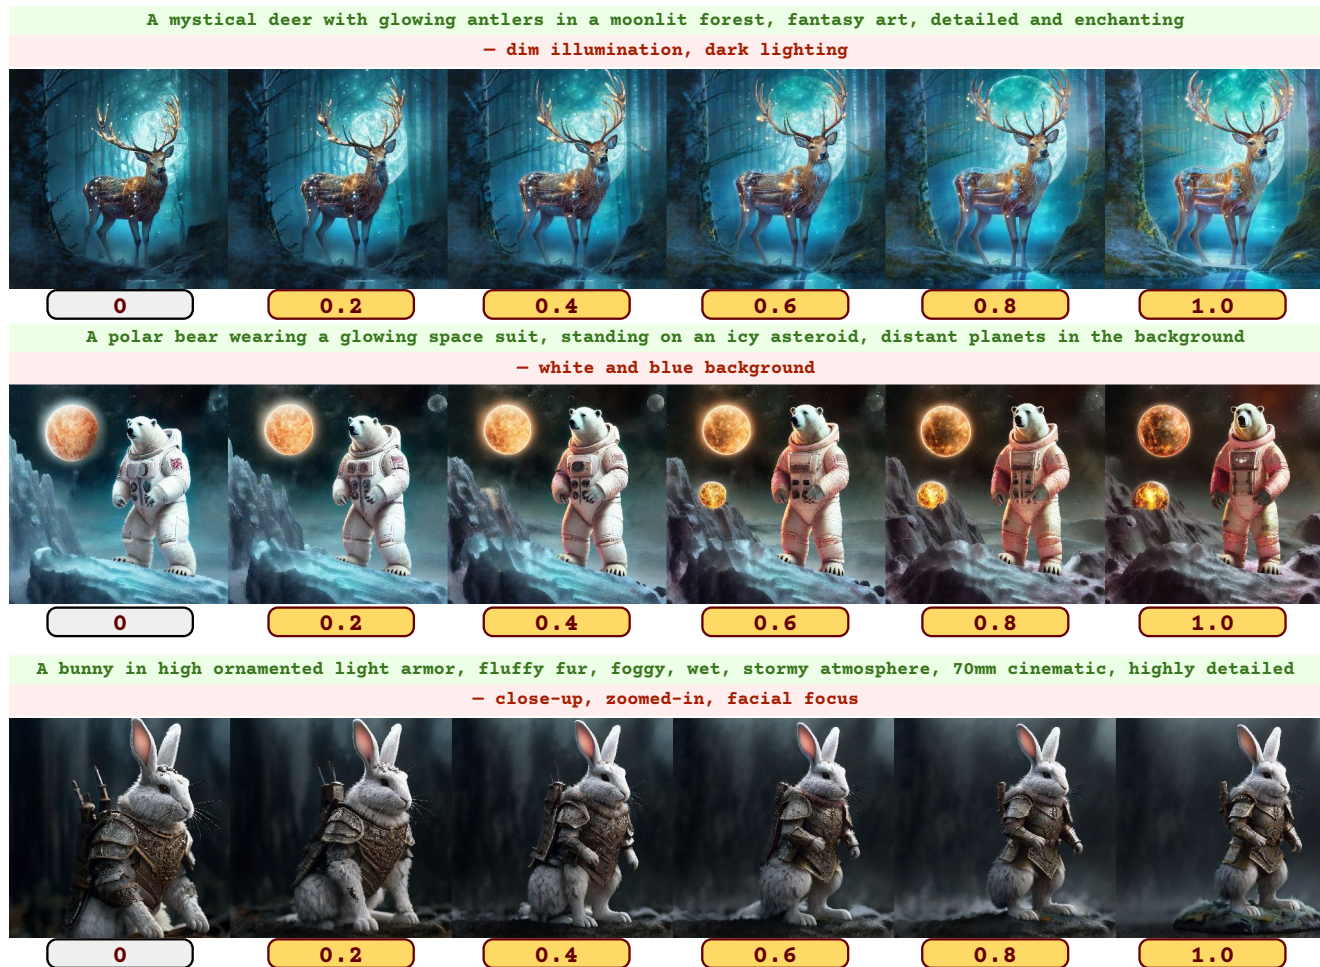 A mystical deer with glowing antlers in a moonlit forest, fantasy art, detailed and enchanting
— dim illumination, dark lighting
0 0.2 0.4 0.6 0.8 1.0
A polar bear wearing a glowing space suit, standing on an icy asteroid, distant planets in the background
— white and blue background
0 0.2 0.4 0.6 0.8 1.0
A bunny in high ornamented light armor, fluffy fur, foggy, wet, stormy atmosphere, 70mm cinematic, highly detailed
— close-up, zoomed-in, facial focus
0 0.2 0.4 0.6 0.8 1.0